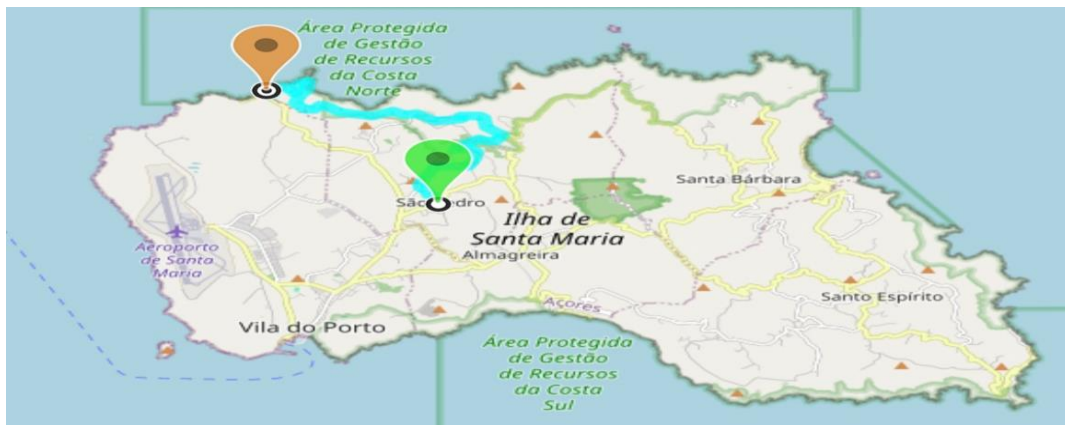 Área Protegida
de Gestão
de Recursos
da Costa
Norte
Santa Bárbara
Ilha de
Santa Maria
Almagreira
Aeroporto
de Santa
Maria
Açores
Santo Espírito
Vila do Porto
Área Protegida
de Gestão
de Recursos
da Costa
Sul